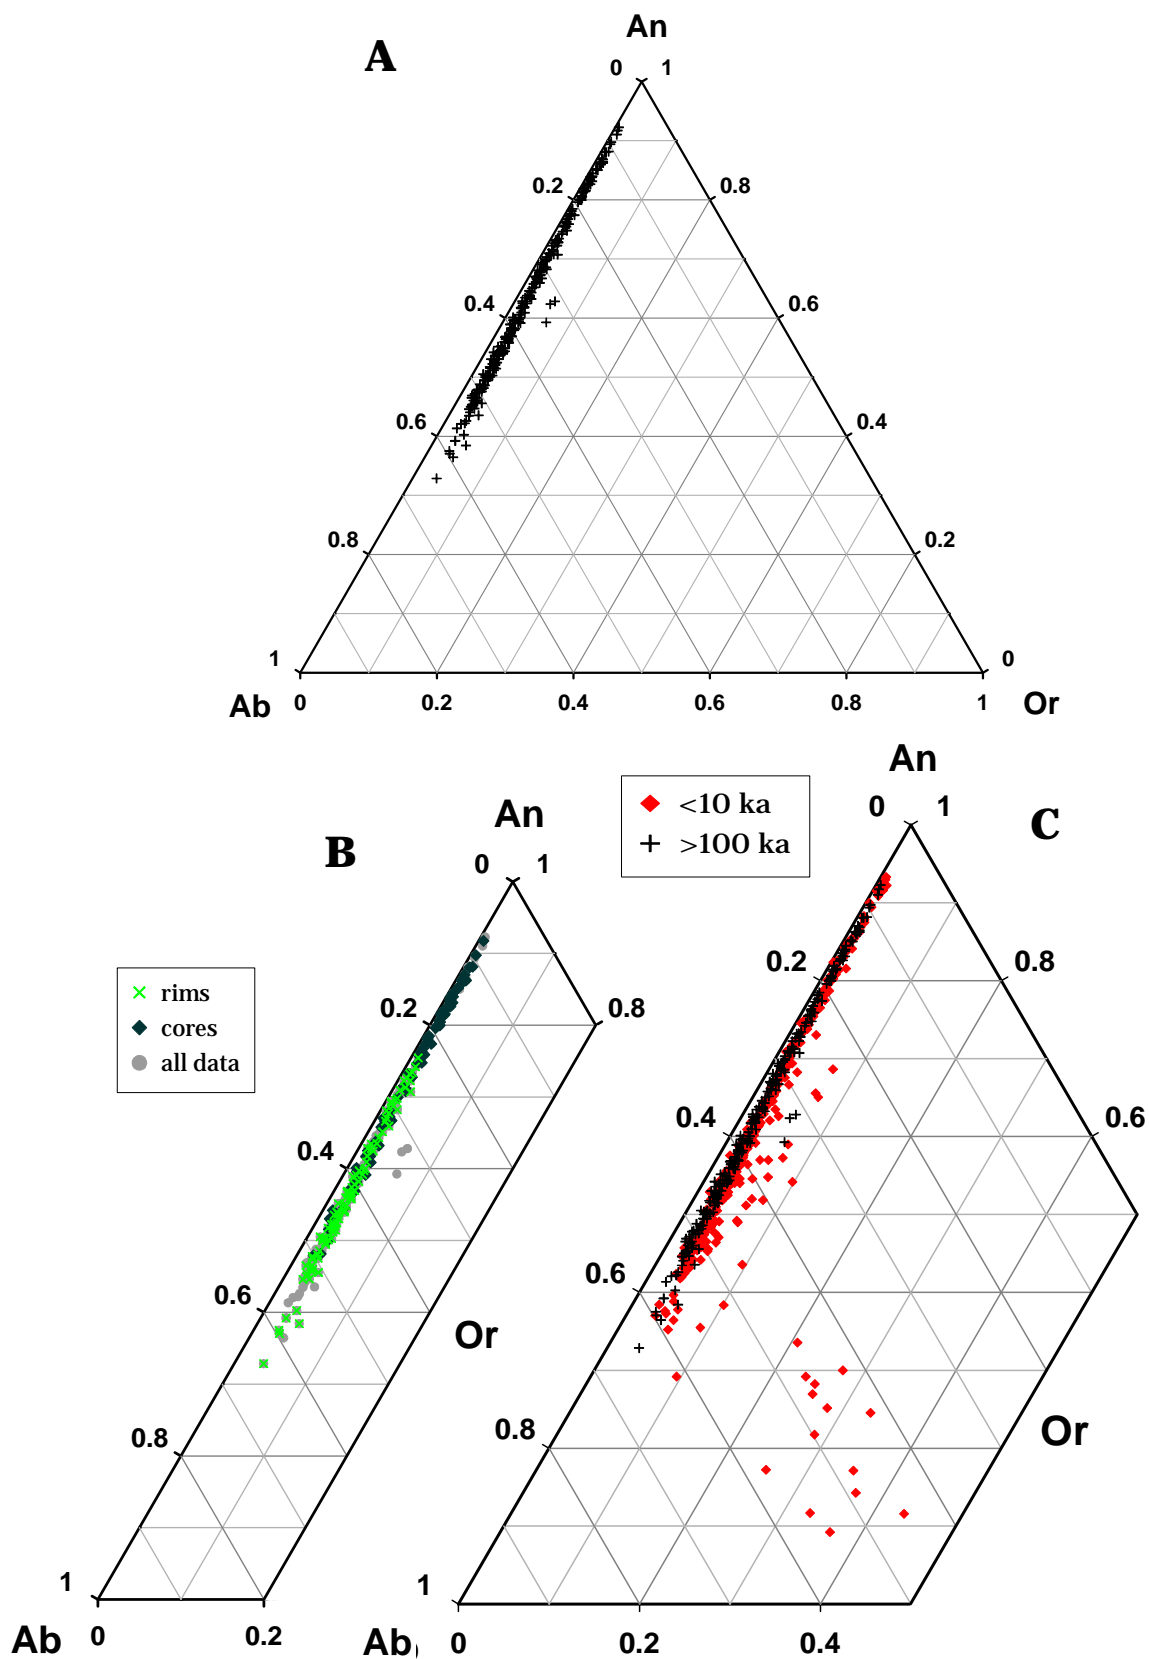 An
A
0 1
0.2 0.8
0.4 0.6
0.6 0.4
0.8 0.2
1 0
Ab 0 0.2 0.4 0.6 0.8 1 Or
An
B
0 1
rims
cores
all data
0.2 0.8
0.4
0.6
Or
0.8
1
Ab 0 0.2
<10 ka
>100 ka
An
C
0 1
0.2 0.8
0.4 0.6
0.6
0.8
Or
1
Ab 0 0.2 0.4